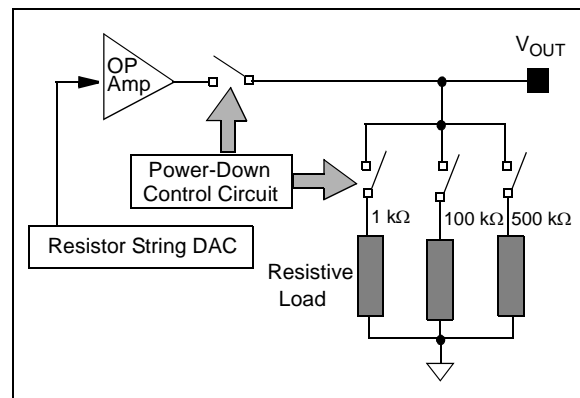 OP
Amp
VOUT
Power-Down
Control Circuit
1 kΩ
100 kΩ
500 kΩ
Resistor String DAC
Resistive
Load